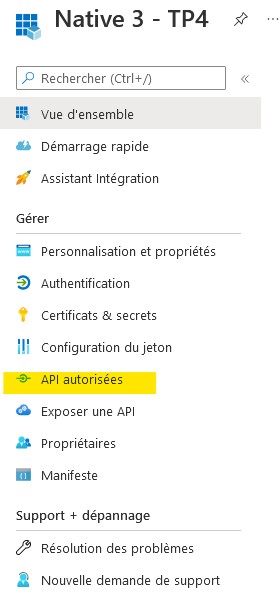 Native 3 - TP4
Rechercher (Ctrl+/)
Vue d'ensemble
Démarrage rapide
Assistant Intégration
Gérer
Personnalisation et propriétés
Authentification
Certificats & secrets
Configuration du jeton
API autorisées
Exposer une API
Propriétaires
Manifeste
Support + dépannage
Résolution des problèmes
Nouvelle demande de support